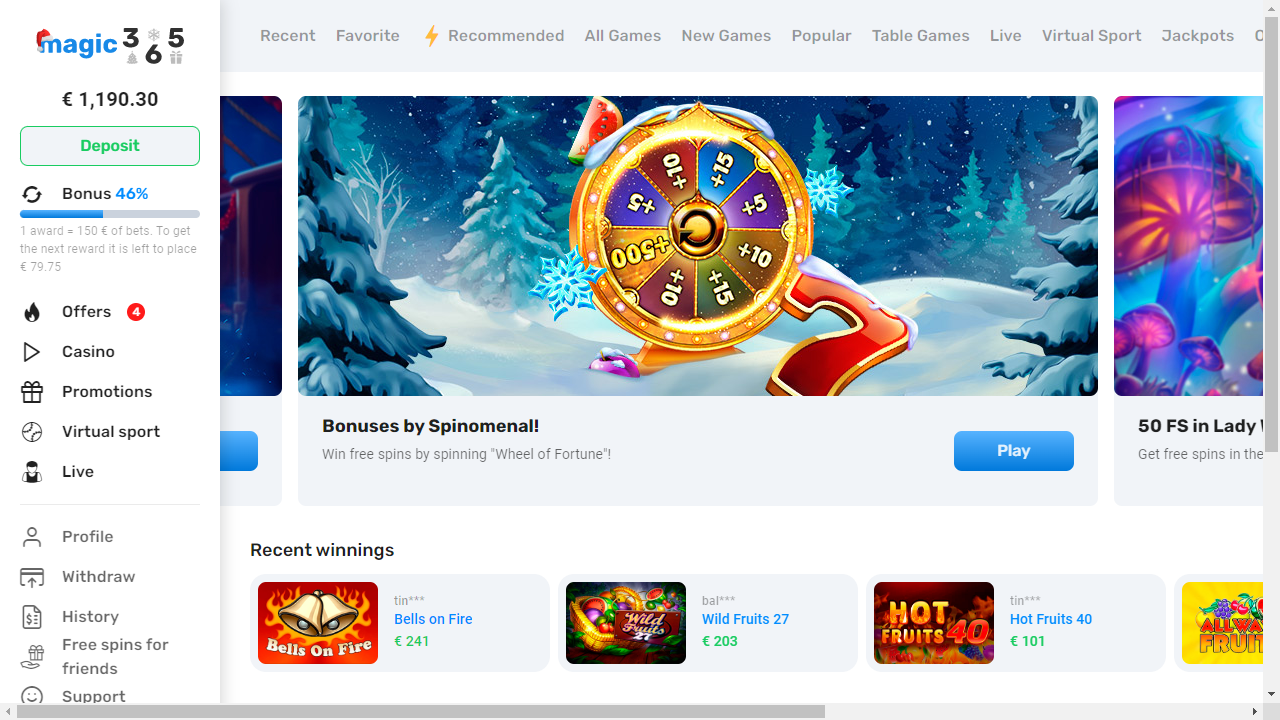 magic 365
€ 1,190.30
Deposit
Bonus 46%
1 award = 150 € of bets. To get
the next reward it is left to place
€ 79.75
Offers 4
Casino
Promotions
Virtual sport
Live
Profile
Withdraw
History
Free spins for
friends
Support
Recent Favorite Recommended All Games New Games Popular Table Games Live Virtual Sport Jackpots
+10 +15 +5 +10 +15 +10 +500 +5
Bonuses by Spinomenal!
Win free spins by spinning "Wheel of Fortune"!
Play
50 FS in Lady
Get free spins in the
Recent winnings
Bells On Fire
tin***
Bells on Fire
€ 241
Wild Fruits 27
bal***
Wild Fruits 27
€ 203
HOT FRUITS 40
tin***
Hot Fruits 40
€ 101